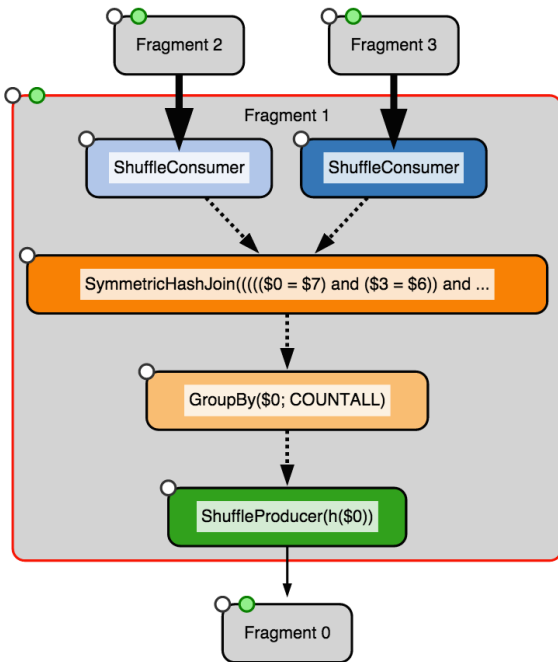 Fragment 2
Fragment 3
Fragment 1
ShuffleConsumer
ShuffleConsumer
SymmetricHashJoin((((($0 = $7) and ($3 = $6)) and ...
GroupBy($0; COUNTALL)
ShuffleProducer(h($0))
Fragment 0